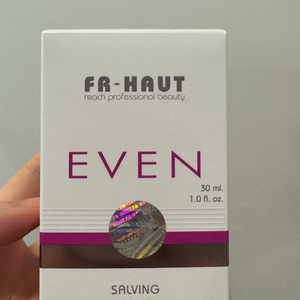 FR-HAUT
reach professional beauty
EVEN
30 ml.
1.0 fl. oz.
SALVING